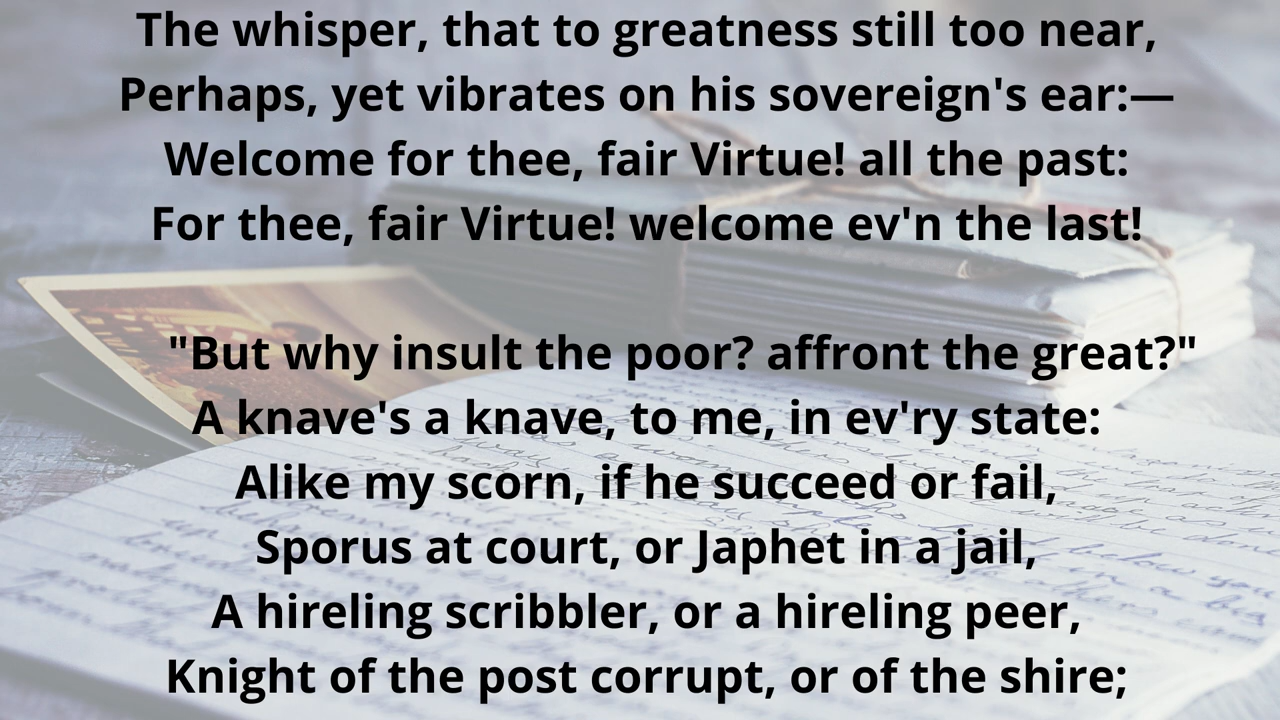 The whisper, that to greatness still too near,
Perhaps, yet vibrates on his sovereign's ear:—
Welcome for thee, fair Virtue! all the past:
For thee, fair Virtue! welcome ev'n the last!
"But why insult the poor? affront the great?"
A knave's a knave, to me, in ev'ry state:
Alike my scorn, if he succeed or fail,
Sporus at court, or Japhet in a jail,
A hireling scribbler, or a hireling peer,
Knight of the post corrupt, or of the shire;